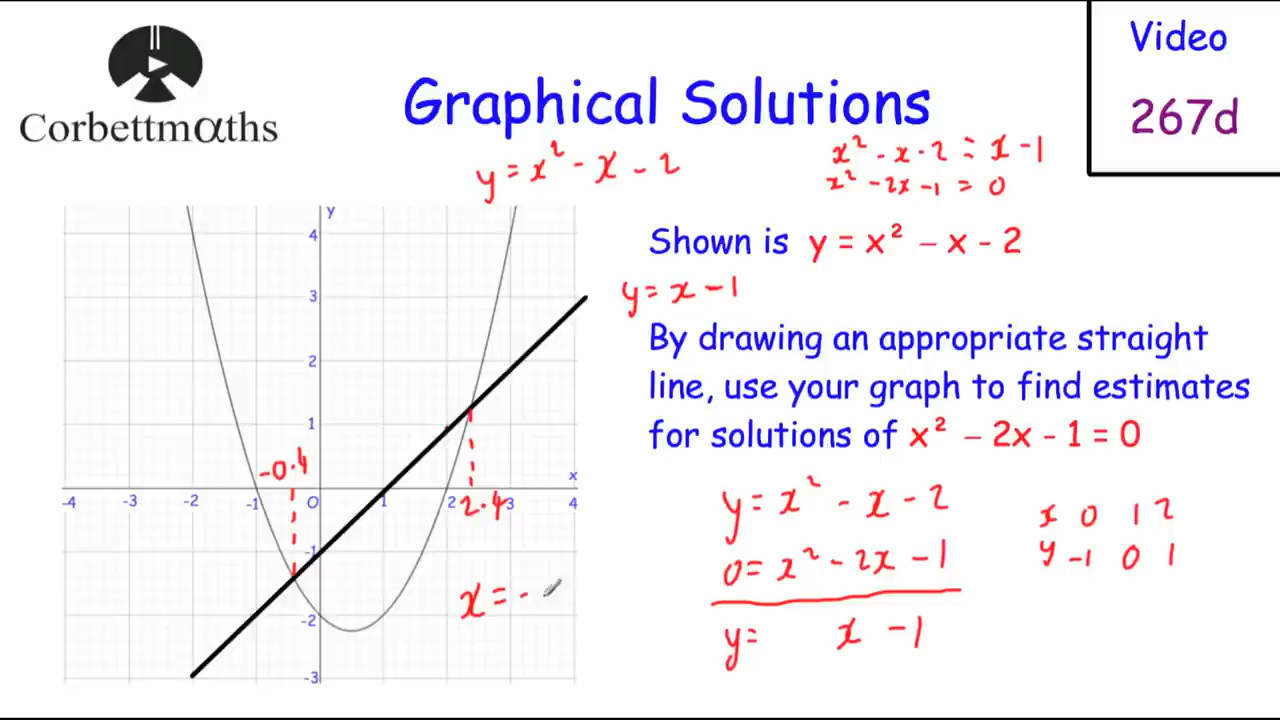 Corbettmαths
Graphical Solutions
Video
267d
y = x² - x - 2
x² - x - 2 = x - 1
x² - 2x - 1 = 0
Shown is y = x² - x - 2
y = x - 1
By drawing an appropriate straight
line, use your graph to find estimates
for solutions of x² - 2x - 1 = 0
y
4
3
2
1
-0.4
x
-4 -3 -2 -1 O 1 2 3 4
2.4
-1
-2
-3
x = -
y = x² - x - 2
0 = x² - 2x - 1
y = x - 1
x 0 1 2
y -1 0 1